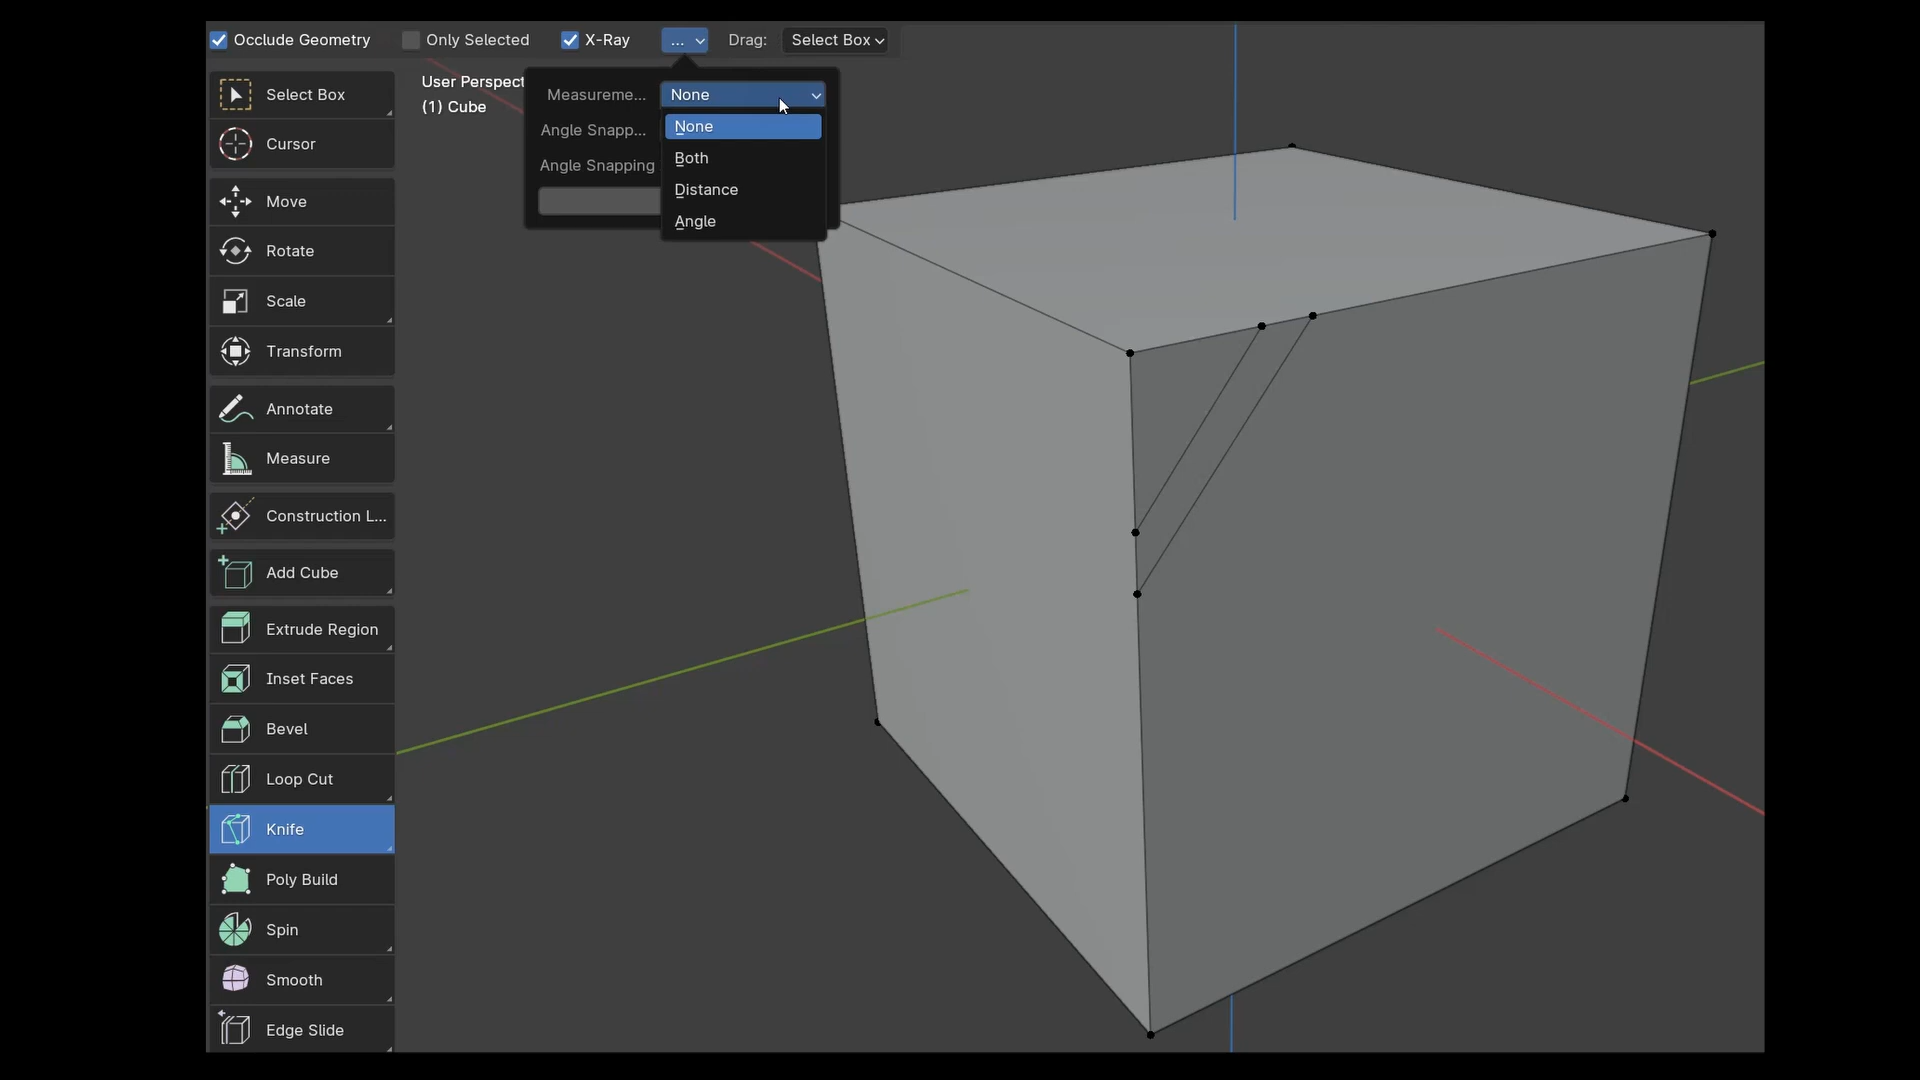 Occlude Geometry
Only Selected
X-Ray
...
Drag:
Select Box
User Perspect
(1) Cube
Measureme...
None
Angle Snapp...
Angle Snapping
None
Both
Distance
Angle
Select Box
Cursor
Move
Rotate
Scale
Transform
Annotate
Measure
Construction L...
Add Cube
Extrude Region
Inset Faces
Bevel
Loop Cut
Knife
Poly Build
Spin
Smooth
Edge Slide